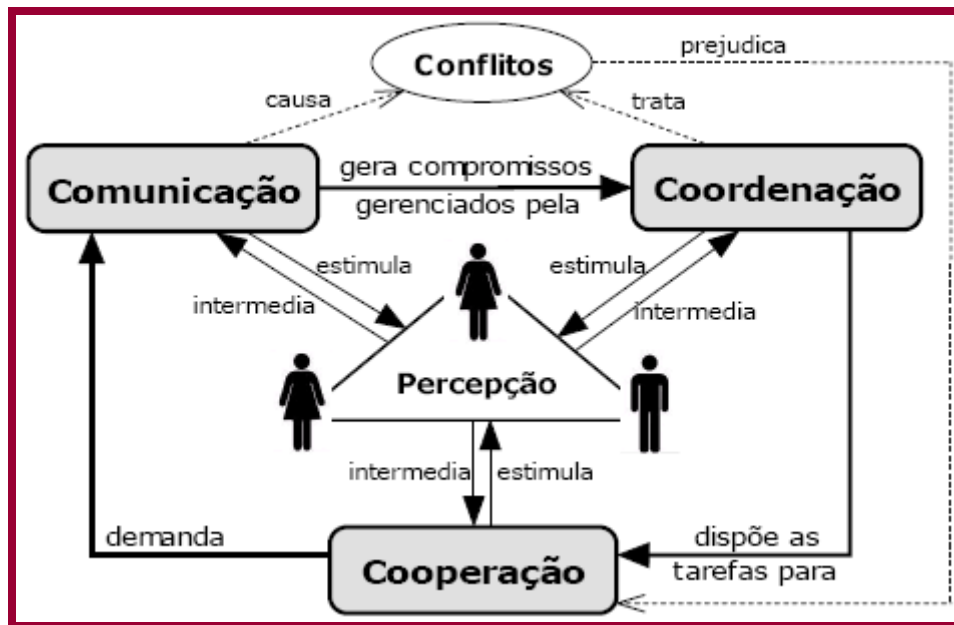 prejudica
Conflitos
causa
trata
Comunicação
gera compromissos
gerenciados pela
Coordenação
estimula
intermedia
estimula
intermedia
Percepção
intermedia
estimula
demanda
dispõe as
tarefas para
Cooperação